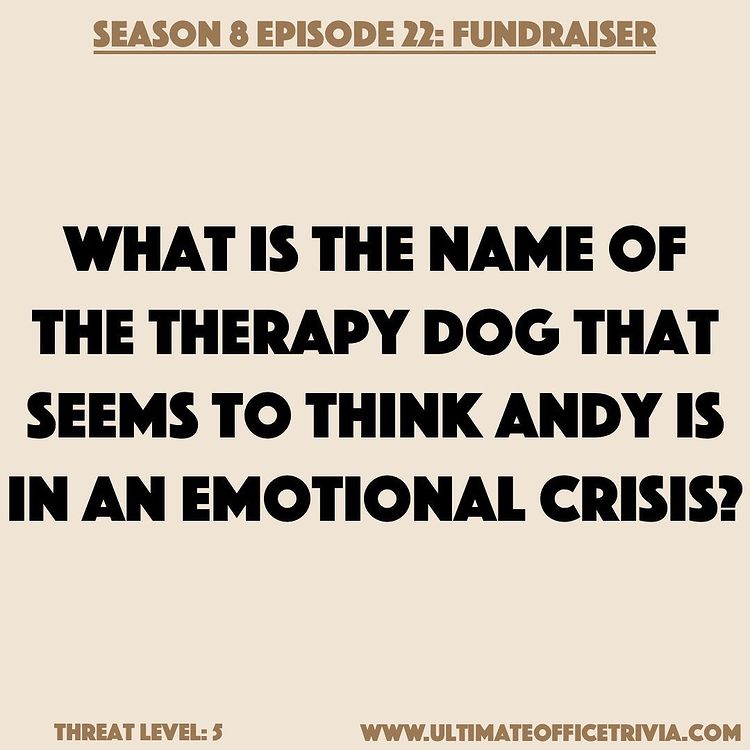 SEASON 8 EPISODE 22: FUNDRAISER
WHAT IS THE NAME OF
THE THERAPY DOG THAT
SEEMS TO THINK ANDY IS
IN AN EMOTIONAL CRISIS?
THREAT LEVEL: 5
WWW.ULTIMATEOFFICETRIVIA.COM